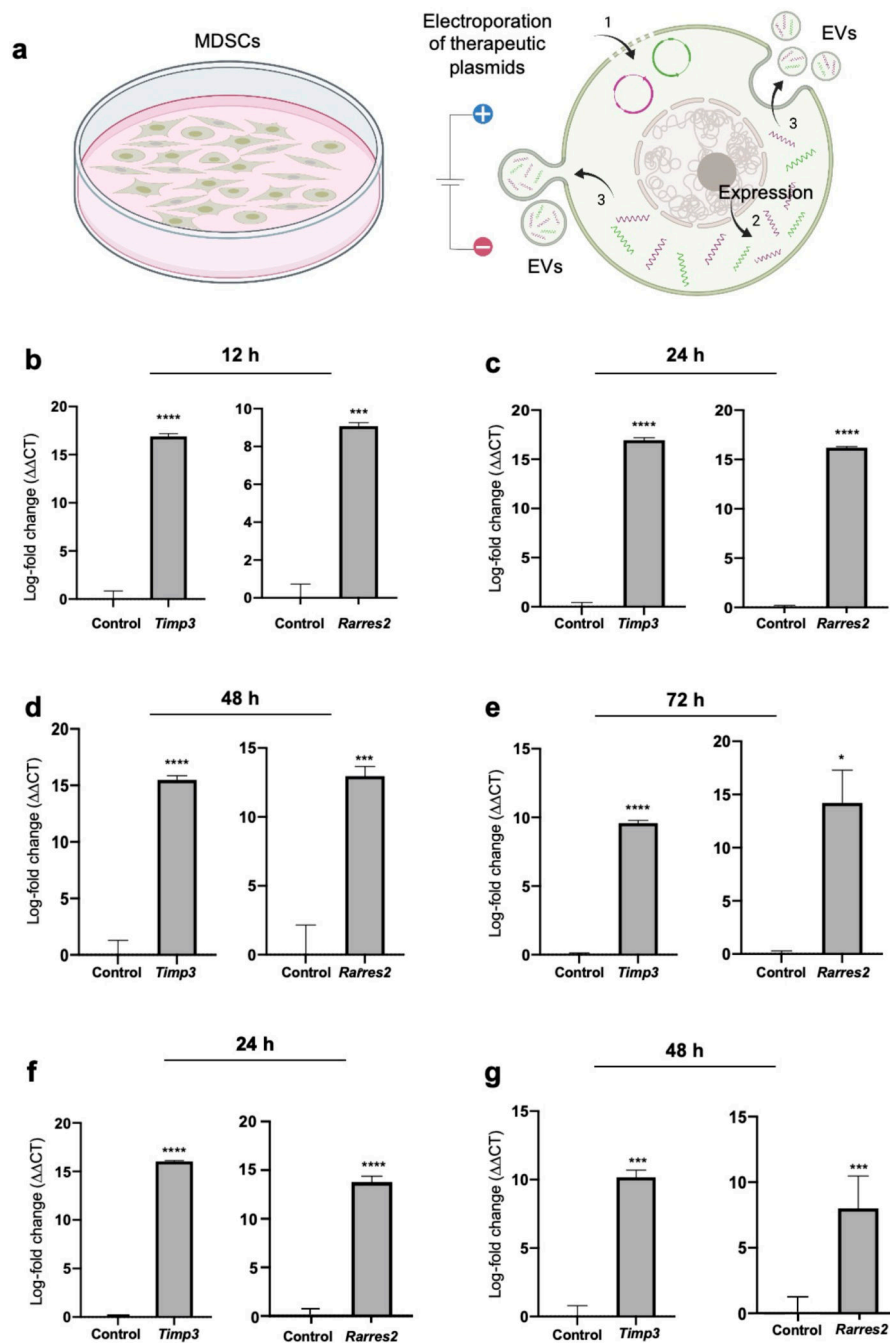 a
MDSCs
Electroporation
of therapeutic
plasmids
1
EVs
3
3
Expression
2
EVs
b
12 h
Log-fold change (ΔΔCT)
20
15
10
5
0
****
Control
Timp3
10
8
6
4
2
0
***
Control
Rarres2
c
24 h
Log-fold change (ΔΔCT)
20
15
10
5
0
****
Control
Timp3
20
15
10
5
0
****
Control
Rarres2
d
48 h
Log-fold change (ΔΔCT)
20
15
10
5
0
****
Control
Timp3
15
10
5
0
***
Control
Rarres2
e
72 h
Log-fold change (ΔΔCT)
15
10
5
0
****
Control
Timp3
20
15
10
5
0
*
Control
Rarres2
f
24 h
Log-fold change (ΔΔCT)
20
15
10
5
0
****
Control
Timp3
20
15
10
5
0
****
Control
Rarres2
g
48 h
Log-fold change (ΔΔCT)
15
10
5
0
***
Control
Timp3
15
10
5
0
***
Control
Rarres2